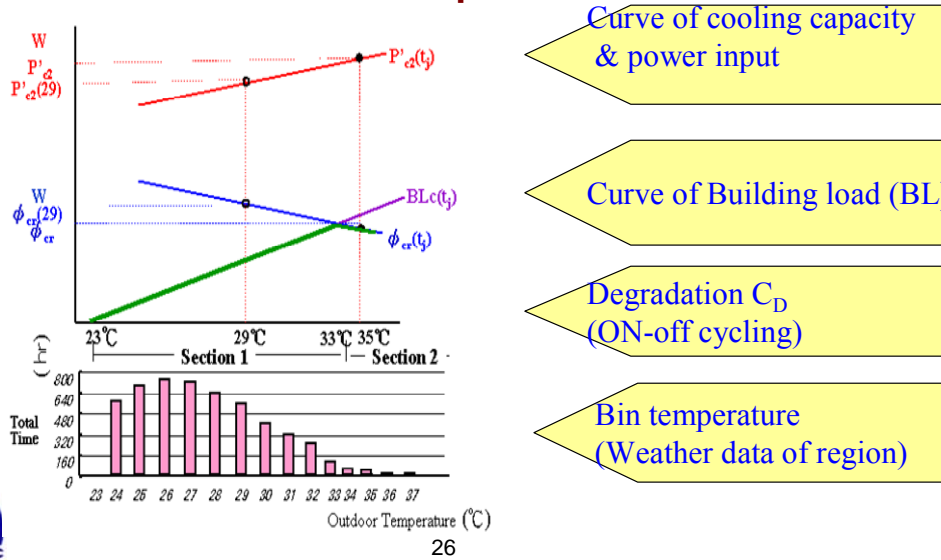 W
P'c2
P'c2(29)
P'c2(tj)
W
ϕcr(29)
ϕcr
BLc(tj)
ϕcr(tj)
23℃ 29℃ 33℃ 35℃
Section 1 Section 2
(hr)
Total
Time
800
640
480
320
160
0
23 24 25 26 27 28 29 30 31 32 33 34 35 36 37
Outdoor Temperature (℃)
Curve of cooling capacity
& power input
Curve of Building load (BL
Degradation CD
(ON-off cycling)
Bin temperature
(Weather data of region)
26